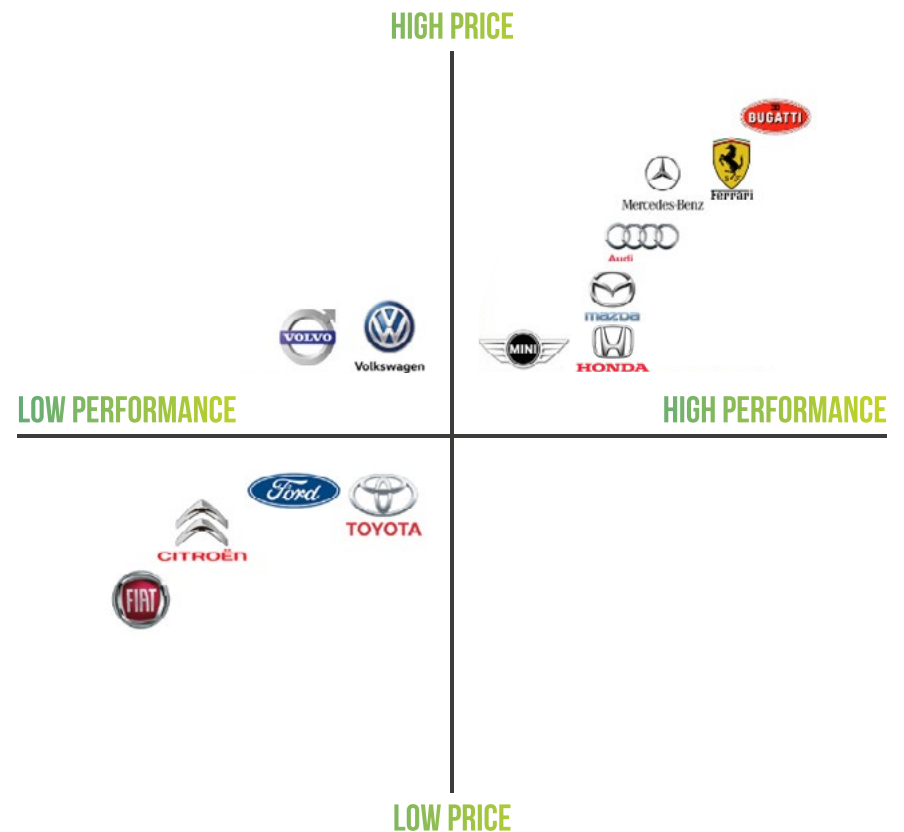 HIGH PRICE
BUGATTI
Ferrari
Mercedes-Benz
Audi
mazda
VOLVO
Volkswagen
MINI
HONDA
LOW PERFORMANCE
HIGH PERFORMANCE
Ford
TOYOTA
CITROËN
FIAT
LOW PRICE